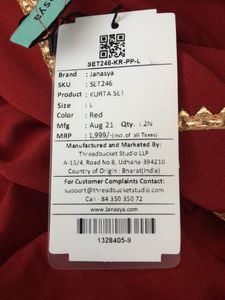 SET246-KR-PP-L
Brand : Janasya
SKU : SET246
Product : KURTA SET
Size : L
Color : Red
Mfg : Aug 21 Qty : 2N
MRP : 1,999/-(incl. of all Taxes)
Manufactured and Marketed By:
Threadbucket Studio LLP
A-15/4, Road No 8, Udhana-394210
Country of Origin : Bharat(India)
For Customer Complaints Contact:
support@threadbucketstudio.com
Call : 84 350 350 72
www.Janasya.com
1328405-9